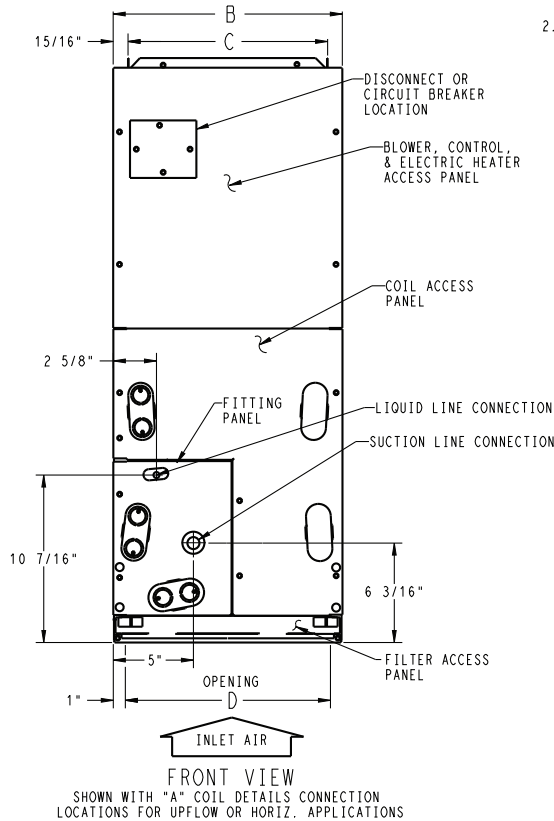 B
2.
15/16"
C
DISCONNECT OR
CIRCUIT BREAKER
LOCATION
BLOWER, CONTROL,
& ELECTRIC HEATER
ACCESS PANEL
COIL ACCESS
PANEL
2 5/8"
FITTING
PANEL
LIQUID LINE CONNECTION
SUCTION LINE CONNECTION
10 7/16"
6 3/16"
5"
FILTER ACCESS
PANEL
OPENING
1"
D
INLET AIR
FRONT VIEW
SHOWN WITH "A" COIL DETAILS CONNECTION
LOCATIONS FOR UPFLOW OR HORIZ. APPLICATIONS